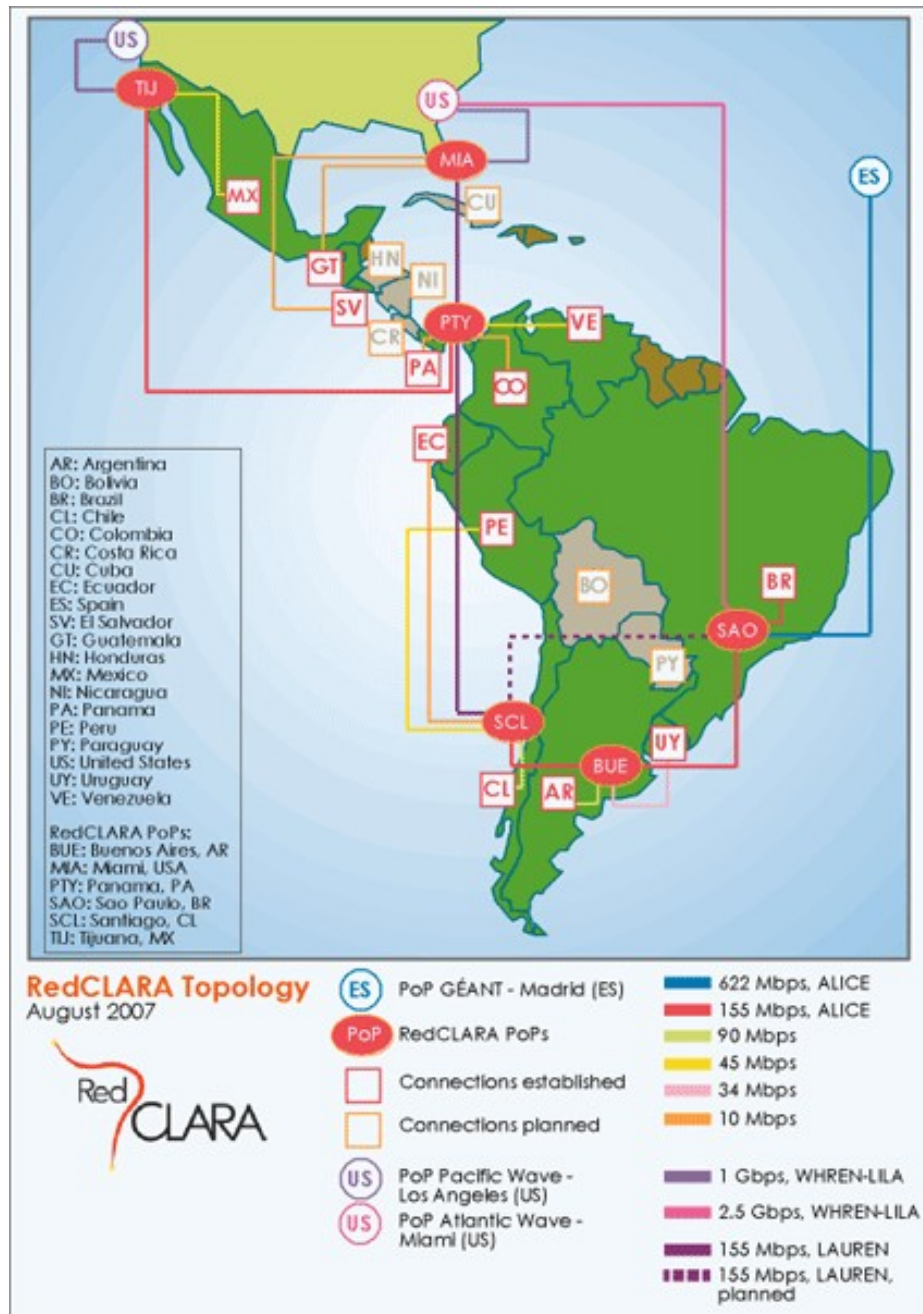 US
TIJ
US
MIA
ES
MX
CU
HN
GT
NI
SV
PTY
VE
CR
PA
CO
EC
PE
BO
BR
SAO
PY
SCL
UY
BUE
CL
AR
AR: Argentina
BO: Bolivia
BR: Brazil
CL: Chile
CO: Colombia
CR: Costa Rica
CU: Cuba
EC: Ecuador
ES: Spain
SV: El Salvador
GT: Guatemala
HN: Honduras
MX: Mexico
NI: Nicaragua
PA: Panama
PE: Peru
PY: Paraguay
US: United States
UY: Uruguay
VE: Venezuela
RedCLARA PoPs:
BUE: Buenos Aires, AR
MIA: Miami, USA
PTY: Panama, PA
SAO: Sao Paulo, BR
SCL: Santiago, CL
TIJ: Tijuana, MX
RedCLARA Topology
August 2007
Red
CLARA
ES PoP GÉANT - Madrid (ES)
PoP RedCLARA PoPs
Connections established
Connections planned
US PoP Pacific Wave -
Los Angeles (US)
US PoP Atlantic Wave -
Miami (US)
622 Mbps, ALICE
155 Mbps, ALICE
90 Mbps
45 Mbps
34 Mbps
10 Mbps
1 Gbps, WHREN-LILA
2.5 Gbps, WHREN-LILA
155 Mbps, LAUREN
155 Mbps, LAUREN,
planned